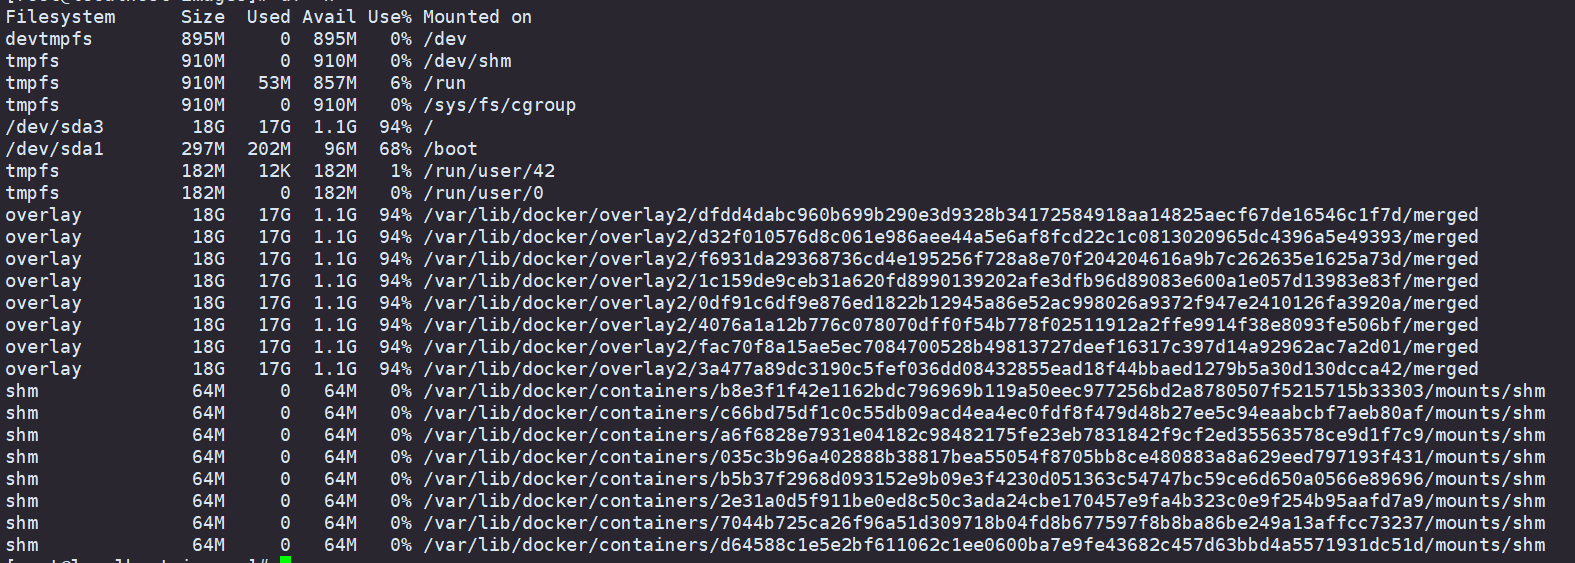 Filesystem Size Used Avail Use% Mounted on
devtmpfs 895M 0 895M 0% /dev
tmpfs 910M 0 910M 0% /dev/shm
tmpfs 910M 53M 857M 6% /run
tmpfs 910M 0 910M 0% /sys/fs/cgroup
/dev/sda3 18G 17G 1.1G 94% /
/dev/sda1 297M 202M 96M 68% /boot
tmpfs 182M 12K 182M 1% /run/user/42
tmpfs 182M 0 182M 0% /run/user/0
overlay 18G 17G 1.1G 94% /var/lib/docker/overlay2/dfdd4dabc960b699b290e3d9328b34172584918aa14825aecf67de16546c1f7d/merged
overlay 18G 17G 1.1G 94% /var/lib/docker/overlay2/d32f010576d8c061e986aee44a5e6af8fcd22c1c0813020965dc4396a5e49393/merged
overlay 18G 17G 1.1G 94% /var/lib/docker/overlay2/f6931da29368736cd4e195256f728a8e70f204204616a9b7c262635e1625a73d/merged
overlay 18G 17G 1.1G 94% /var/lib/docker/overlay2/1c159de9ceb31a620fd8990139202afe3dfb96d89083e600a1e057d13983e83f/merged
overlay 18G 17G 1.1G 94% /var/lib/docker/overlay2/0df91c6df9e876ed1822b12945a86e52ac998026a9372f947e2410126fa3920a/merged
overlay 18G 17G 1.1G 94% /var/lib/docker/overlay2/4076a1a12b776c078070dff0f54b778f02511912a2ffe9914f38e8093fe506bf/merged
overlay 18G 17G 1.1G 94% /var/lib/docker/overlay2/fac70f8a15ae5ec7084700528b49813727deef16317c397d14a92962ac7a2d01/merged
overlay 18G 17G 1.1G 94% /var/lib/docker/overlay2/3a477a89dc3190c5fef036dd08432855ead18f44bbaed1279b5a30d130dcca42/merged
shm 64M 0 64M 0% /var/lib/docker/containers/b8e3f1f42e1162bdc796969b119a50eec977256bd2a8780507f5215715b33303/mounts/shm
shm 64M 0 64M 0% /var/lib/docker/containers/c66bd75df1c0c55db09acd4ea4ec0fdf8f479d48b27ee5c94eaabcbf7aeb80af/mounts/shm
shm 64M 0 64M 0% /var/lib/docker/containers/a6f6828e7931e04182c98482175fe23eb7831842f9cf2ed35563578ce9d1f7c9/mounts/shm
shm 64M 0 64M 0% /var/lib/docker/containers/035c3b96a402888b38817bea55054f8705bb8ce480883a8a629eed797193f431/mounts/shm
shm 64M 0 64M 0% /var/lib/docker/containers/b5b37f2968d093152e9b09e3f4230d051363c54747bc59ce6d650a0566e89696/mounts/shm
shm 64M 0 64M 0% /var/lib/docker/containers/2e31a0d5f911be0ed8c50c3ada24cbe170457e9fa4b323c0e9f254b95aafd7a9/mounts/shm
shm 64M 0 64M 0% /var/lib/docker/containers/7044b725ca26f96a51d309718b04fd8b677597f8b8ba86be249a13affcc73237/mounts/shm
shm 64M 0 64M 0% /var/lib/docker/containers/d64588c1e5e2bf611062c1ee0600ba7e9fe43682c457d63bbd4a5571931dc51d/mounts/shm